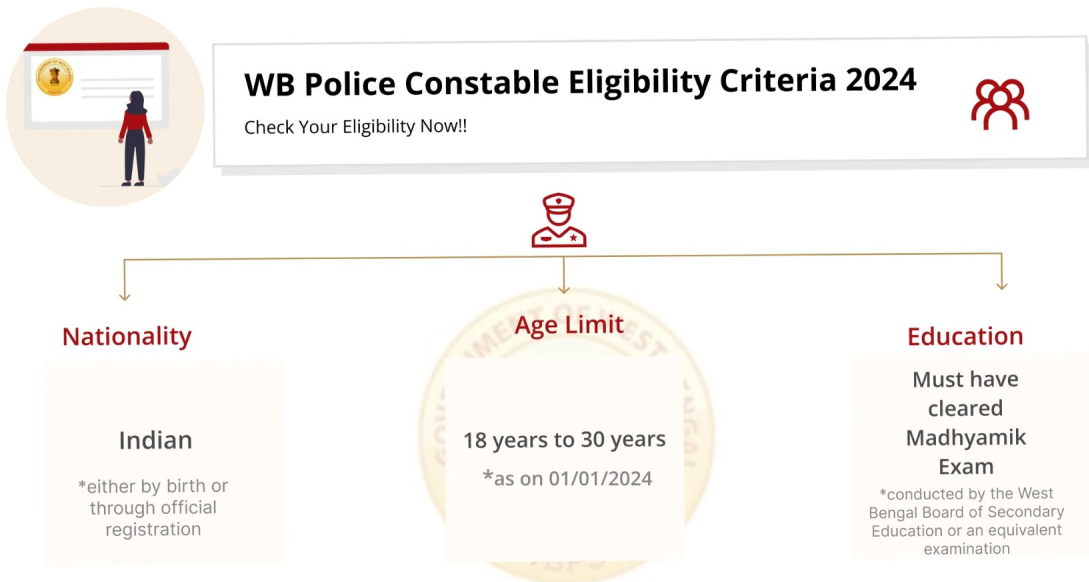 WB Police Constable Eligibility Criteria 2024
Check Your Eligibility Now!!
Nationality
Indian
*either by birth or
through official
registration
Age Limit
18 years to 30 years
*as on 01/01/2024
Education
Must have
cleared
Madhyamik
Exam
*conducted by the West
Bengal Board of Secondary
Education or an equivalent
examination